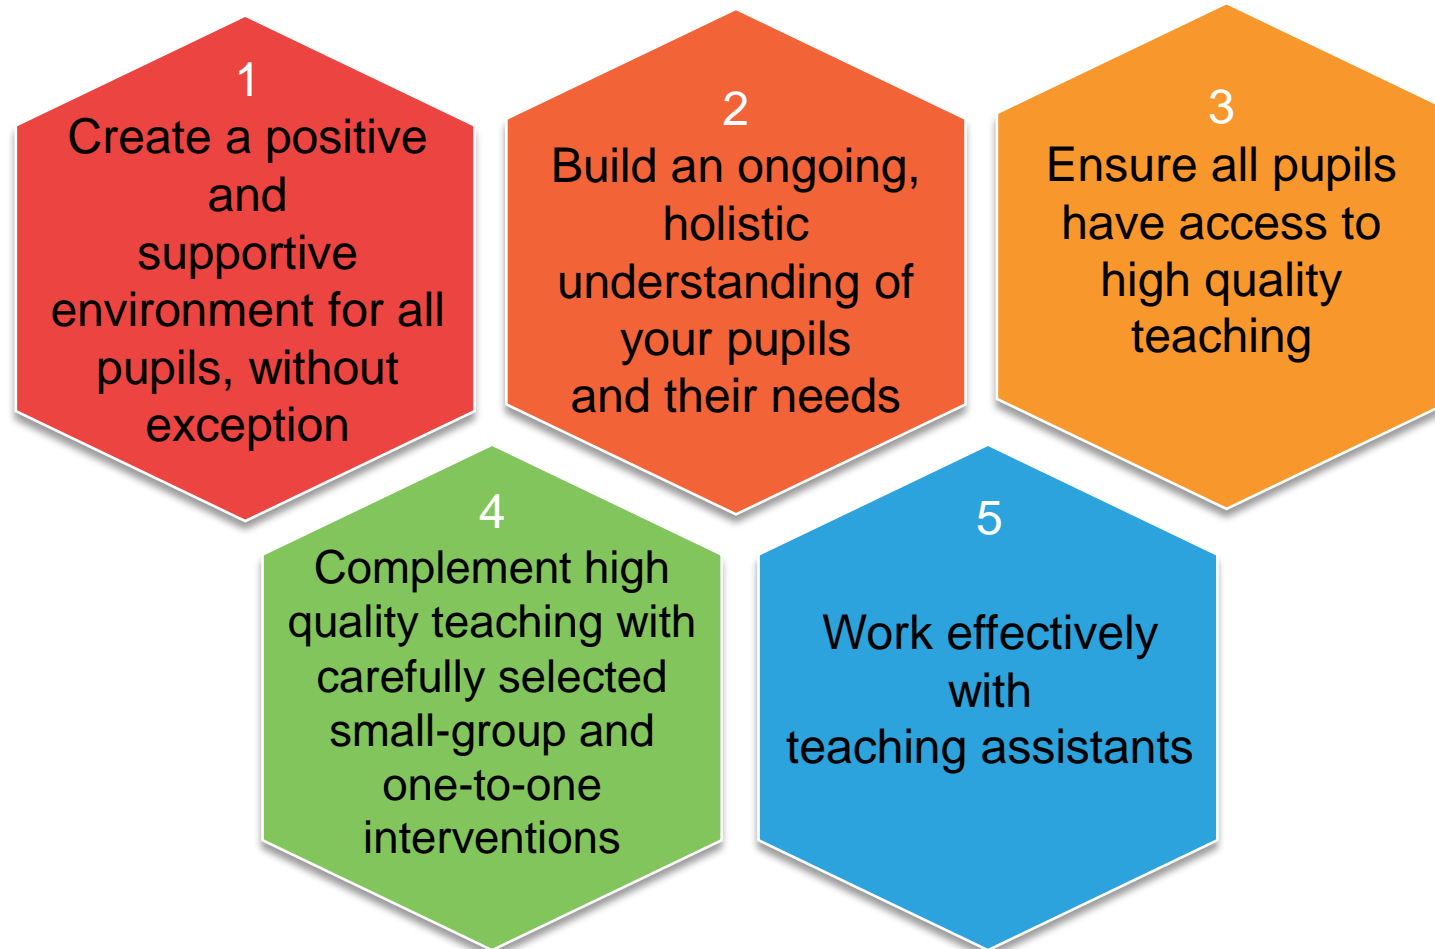 1
Create a positive
and
supportive
environment for all
pupils, without
exception
2
Build an ongoing,
holistic
understanding of
your pupils
and their needs
3
Ensure all pupils
have access to
high quality
teaching
4
Complement high
quality teaching with
carefully selected
small-group and
one-to-one
interventions
5
Work effectively
with
teaching assistants